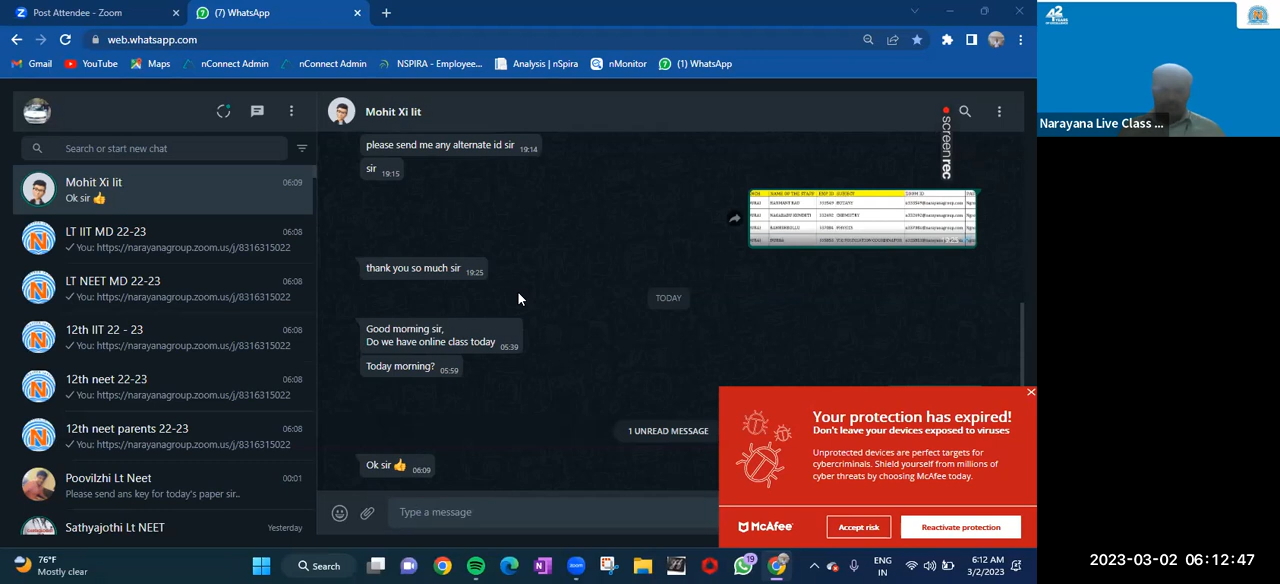 Post Attendee - Zoom
(7) WhatsApp
web.whatsapp.com
Gmail
YouTube
Maps
nConnect Admin
nConnect Admin
NSPIRA - Employee...
Analysis | nSpira
nMonitor
(1) WhatsApp
Search or start new chat
Mohit Xi Iit
06:09
Ok sir 👍
LT IIT MD 22-23
06:08
You: https://narayanagroup.zoom.us/j/8316315022
LT NEET MD 22-23
06:08
You: https://narayanagroup.zoom.us/j/8316315022
12th IIT 22 - 23
06:08
You: https://narayanagroup.zoom.us/j/8316315022
12th neet 22-23
06:08
You: https://narayanagroup.zoom.us/j/8316315022
12th neet parents 22-23
06:08
You: https://narayanagroup.zoom.us/j/8316315022
Poovilzhi Lt Neet
00:01
Please send ans key for today's paper sir..
Sathyajothi Lt NEET
Yesterday
Mohit Xi Iit
please send me any alternate id sir 19:14
sir 19:15
thank you so much sir 19:25
TODAY
Good morning sir,
Do we have online class today 05:39
Today morning? 05:59
1 UNREAD MESSAGE
Ok sir 👍 06:09
Type a message
screenrec
Your protection has expired!
Don't leave your devices exposed to viruses
Unprotected devices are perfect targets for
cybercriminals. Shield yourself from millions of
cyber threats by choosing McAfee today.
McAfee
Accept risk
Reactivate protection
Narayana Live Class ...
76°F
Mostly clear
Search
19
ENG
IN
6:12 AM
3/2/2023
2023-03-02 06:12:47